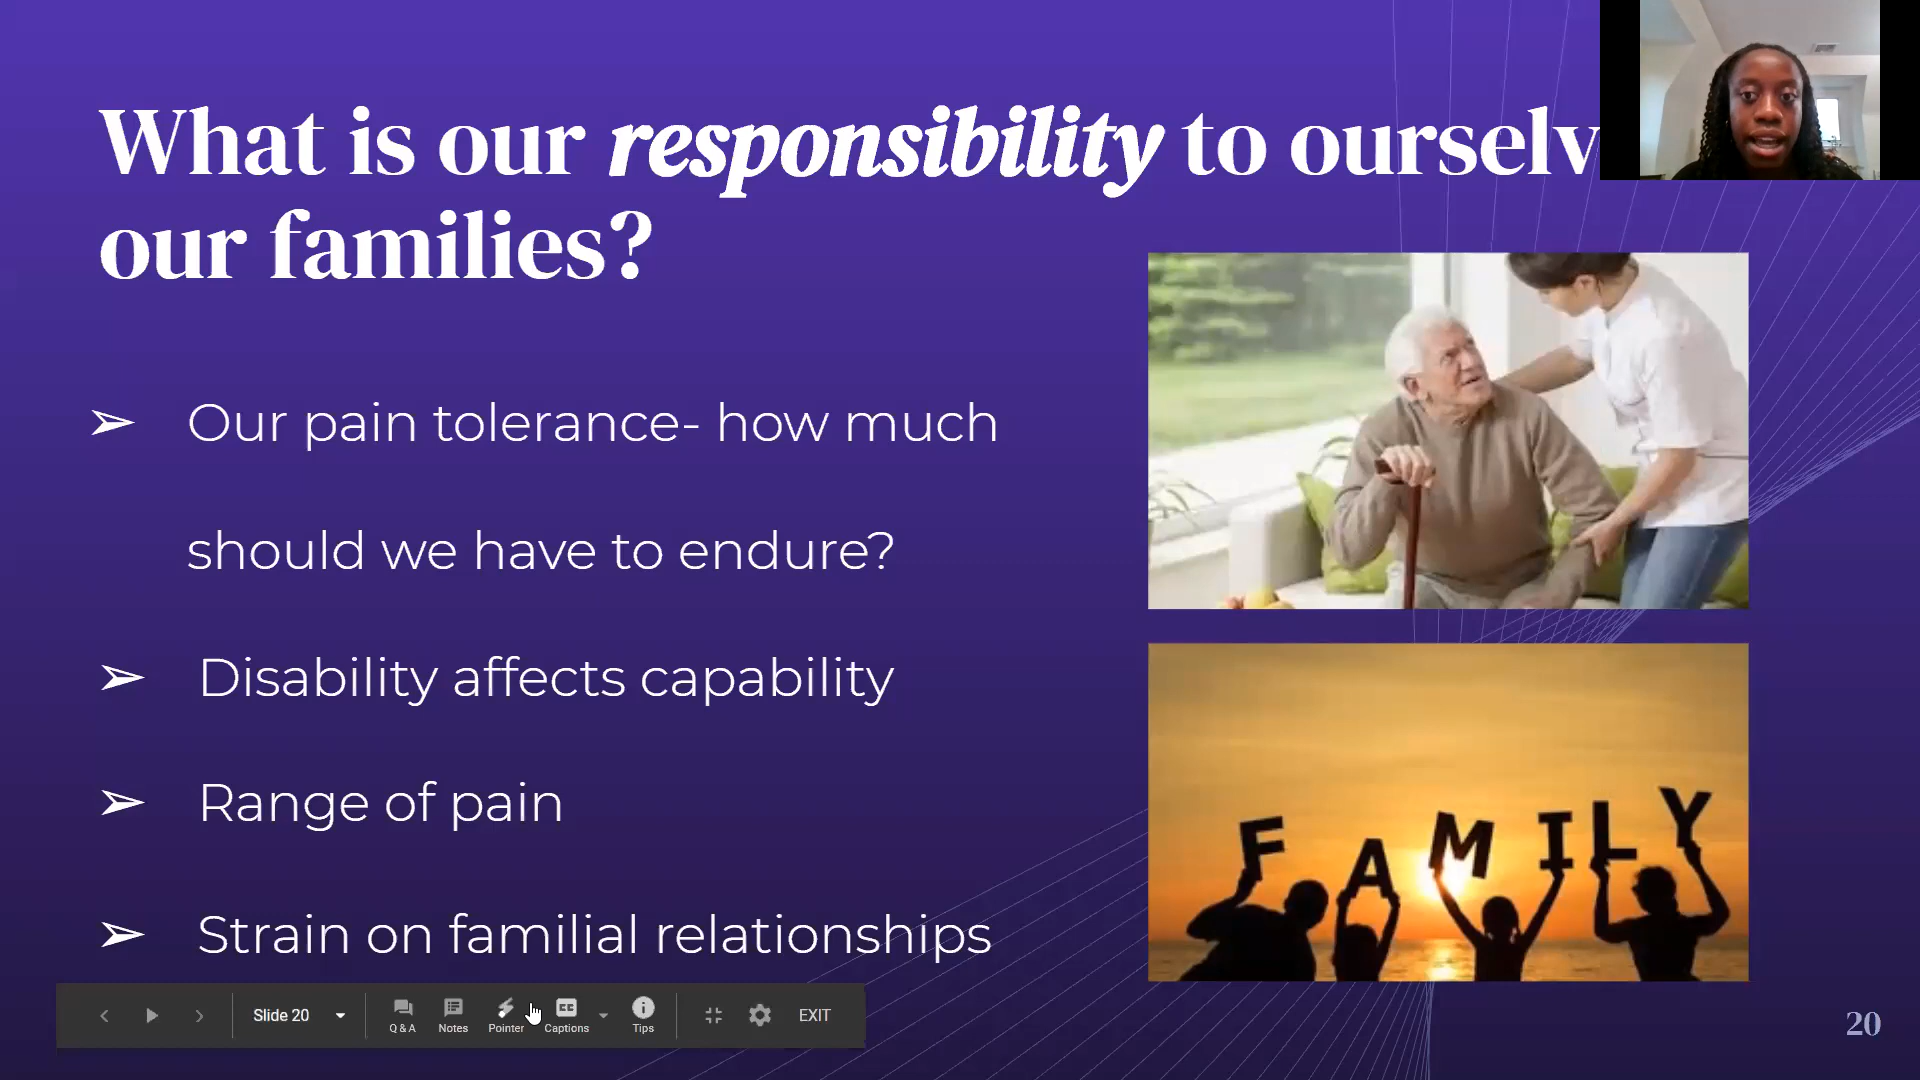 What is our responsibility to ourselv
our families?
➢ Our pain tolerance- how much
should we have to endure?
➢ Disability affects capability
➢ Range of pain
➢ Strain on familial relationships
FAMILY
Slide 20
Q & A
Notes
Pointer
Captions
Tips
EXIT
20